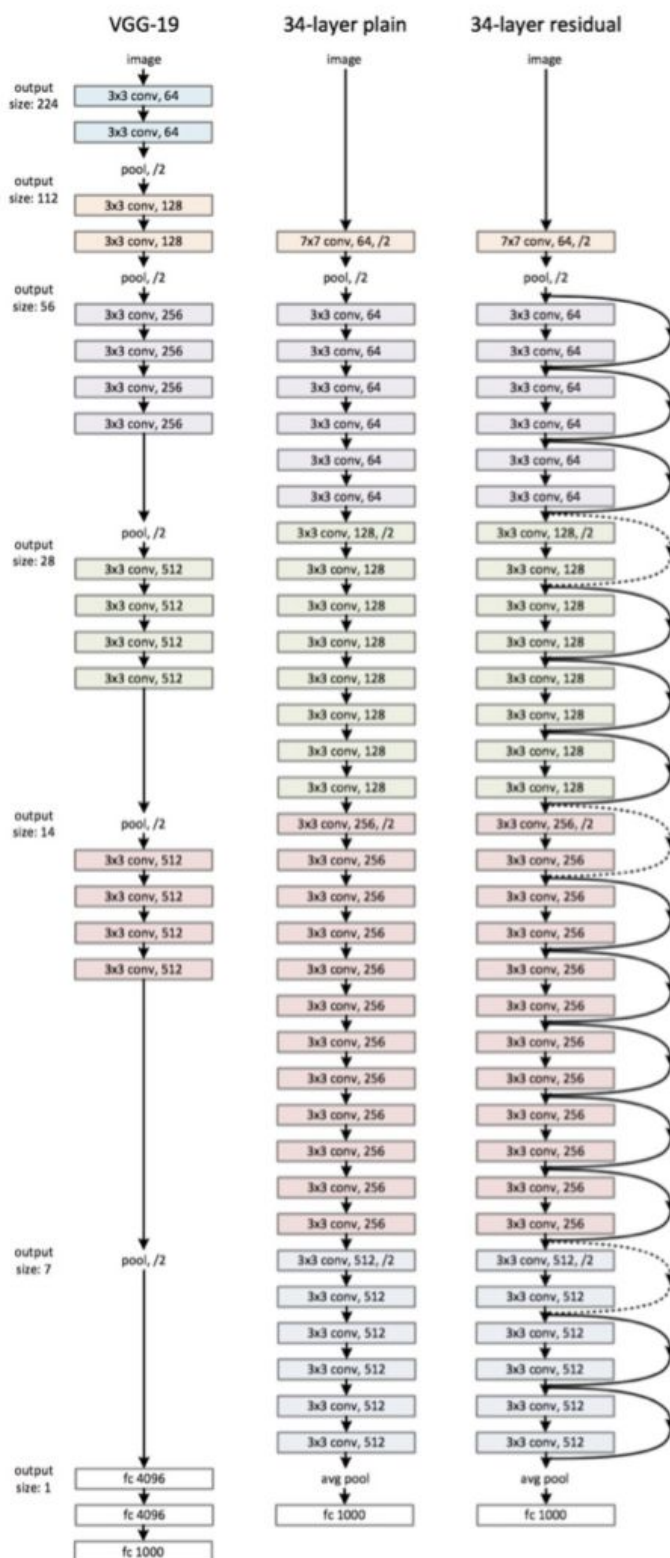 VGG-19
34-layer plain
34-layer residual
output
size: 224
output
size: 112
output
size: 56
output
size: 28
output
size: 14
output
size: 7
output
size: 1
image
3x3 conv, 64
3x3 conv, 64
pool, /2
3x3 conv, 128
3x3 conv, 128
pool, /2
3x3 conv, 256
3x3 conv, 256
3x3 conv, 256
3x3 conv, 256
pool, /2
3x3 conv, 512
3x3 conv, 512
3x3 conv, 512
3x3 conv, 512
pool, /2
3x3 conv, 512
3x3 conv, 512
3x3 conv, 512
3x3 conv, 512
pool, /2
fc 4096
fc 4096
fc 1000
image
7x7 conv, 64, /2
pool, /2
3x3 conv, 64
3x3 conv, 64
3x3 conv, 64
3x3 conv, 64
3x3 conv, 64
3x3 conv, 64
3x3 conv, 128, /2
3x3 conv, 128
3x3 conv, 128
3x3 conv, 128
3x3 conv, 128
3x3 conv, 128
3x3 conv, 128
3x3 conv, 128
3x3 conv, 256, /2
3x3 conv, 256
3x3 conv, 256
3x3 conv, 256
3x3 conv, 256
3x3 conv, 256
3x3 conv, 256
3x3 conv, 256
3x3 conv, 256
3x3 conv, 256
3x3 conv, 256
3x3 conv, 256
3x3 conv, 512, /2
3x3 conv, 512
3x3 conv, 512
3x3 conv, 512
3x3 conv, 512
3x3 conv, 512
avg pool
fc 1000
image
7x7 conv, 64, /2
pool, /2
3x3 conv, 64
3x3 conv, 64
3x3 conv, 64
3x3 conv, 64
3x3 conv, 64
3x3 conv, 64
3x3 conv, 128, /2
3x3 conv, 128
3x3 conv, 128
3x3 conv, 128
3x3 conv, 128
3x3 conv, 128
3x3 conv, 128
3x3 conv, 128
3x3 conv, 256, /2
3x3 conv, 256
3x3 conv, 256
3x3 conv, 256
3x3 conv, 256
3x3 conv, 256
3x3 conv, 256
3x3 conv, 256
3x3 conv, 256
3x3 conv, 256
3x3 conv, 256
3x3 conv, 256
3x3 conv, 512, /2
3x3 conv, 512
3x3 conv, 512
3x3 conv, 512
3x3 conv, 512
3x3 conv, 512
avg pool
fc 1000